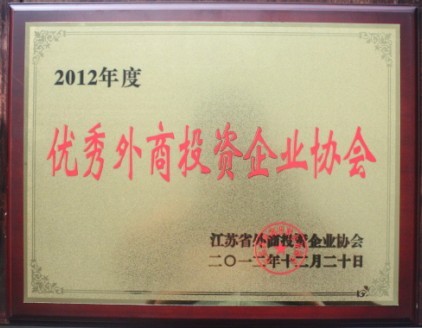 2012年度
优秀外商投资企业协会
江苏省外商投资企业协会
二〇一二年十二月二十日